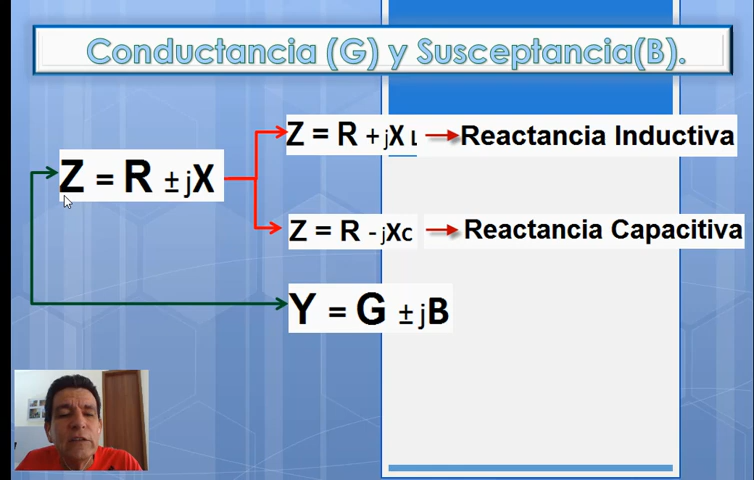 Conductancia (G) y Susceptancia(B).
Z = R + jX L
Reactancia Inductiva
Z = R ± jX
Z = R - jXc
Reactancia Capacitiva
Y = G ± jB